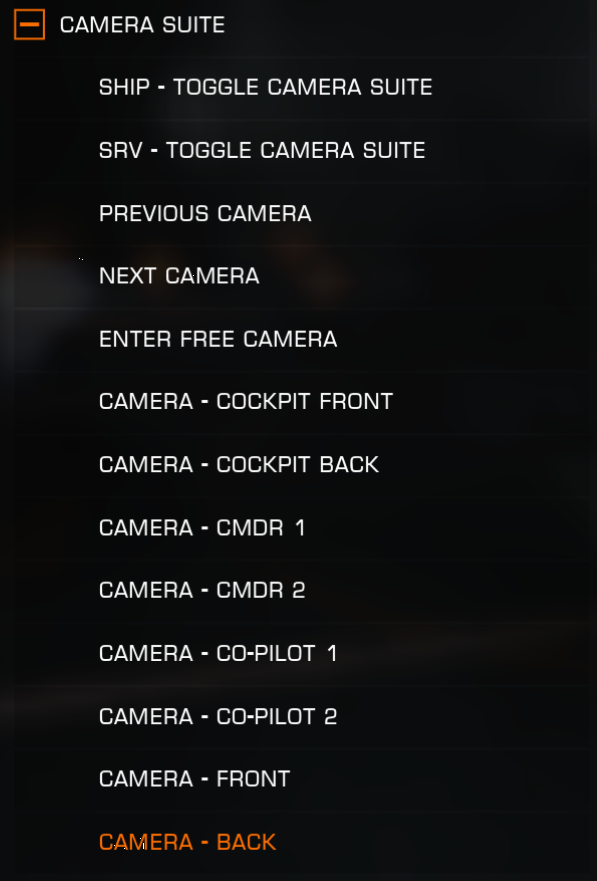 CAMERA SUITE
SHIP - TOGGLE CAMERA SUITE
SRV - TOGGLE CAMERA SUITE
PREVIOUS CAMERA
NEXT CAMERA
ENTER FREE CAMERA
CAMERA - COCKPIT FRONT
CAMERA - COCKPIT BACK
CAMERA - CMDR 1
CAMERA - CMDR 2
CAMERA - CO-PILOT 1
CAMERA - CO-PILOT 2
CAMERA - FRONT
CAMERA - BACK